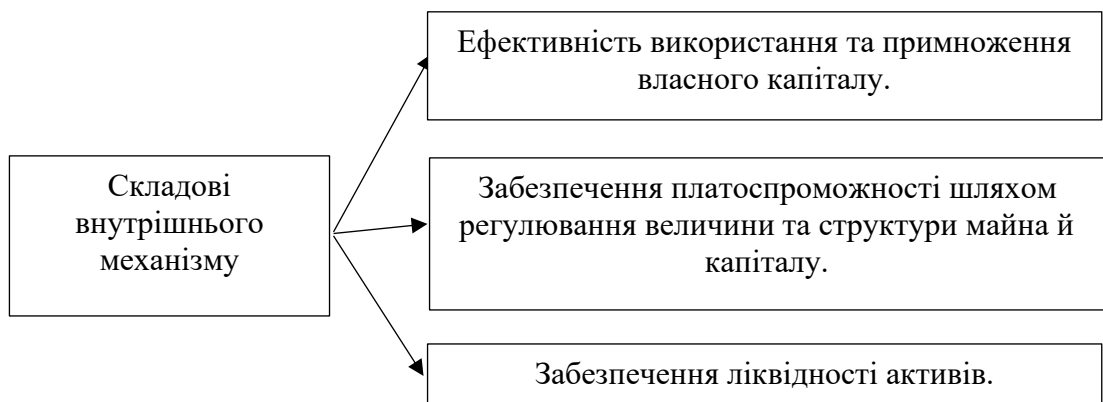 Ефективність використання та примноження
власного капіталу.
Складові
внутрішнього
механізму
Забезпечення платоспроможності шляхом
регулювання величини та структури майна й
капіталу.
Забезпечення ліквідності активів.